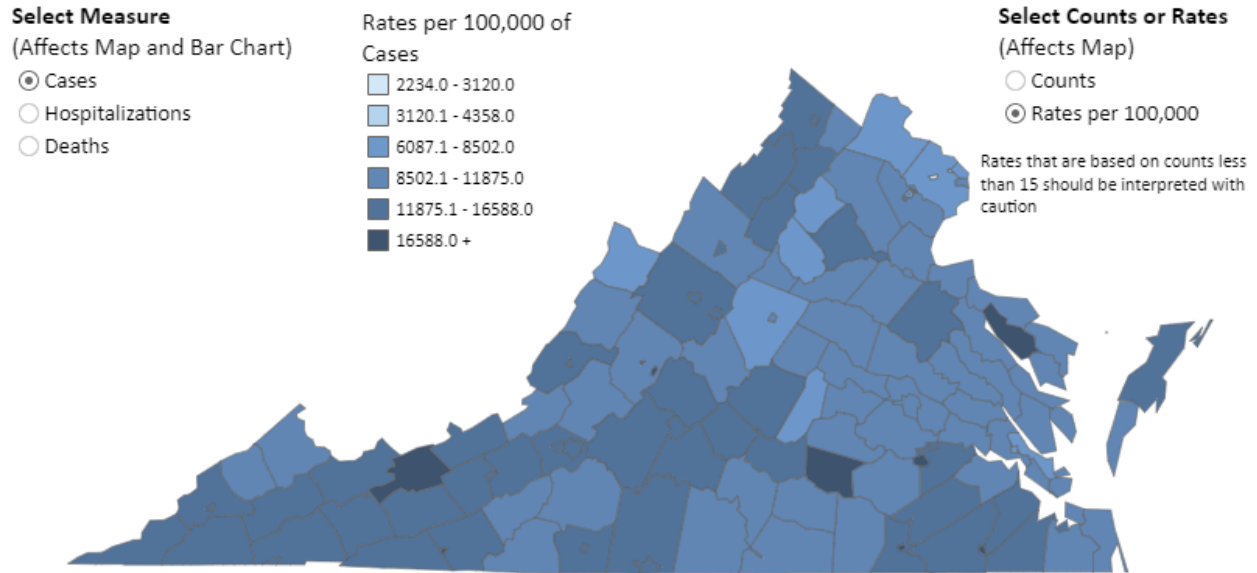 Select Measure
(Affects Map and Bar Chart)
Cases
Hospitalizations
Deaths
Rates per 100,000 of
Cases
2234.0 - 3120.0
3120.1 - 4358.0
6087.1 - 8502.0
8502.1 - 11875.0
11875.1 - 16588.0
16588.0 +
Select Counts or Rates
(Affects Map)
Counts
Rates per 100,000
Rates that are based on counts less
than 15 should be interpreted with
caution